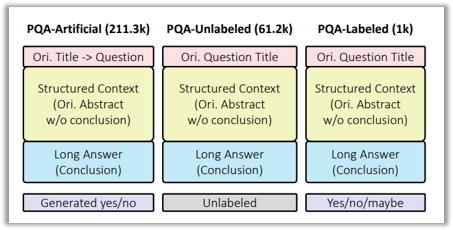 PQA-Artificial (211.3k)
Ori. Title -> Question
Structured Context
(Ori. Abstract
w/o conclusion)
Long Answer
(Conclusion)
Generated yes/no
PQA-Unlabeled (61.2k)
Ori. Question Title
Structured Context
(Ori. Abstract
w/o conclusion)
Long Answer
(Conclusion)
Unlabeled
PQA-Labeled (1k)
Ori. Question Title
Structured Context
(Ori. Abstract
w/o conclusion)
Long Answer
(Conclusion)
Yes/no/maybe